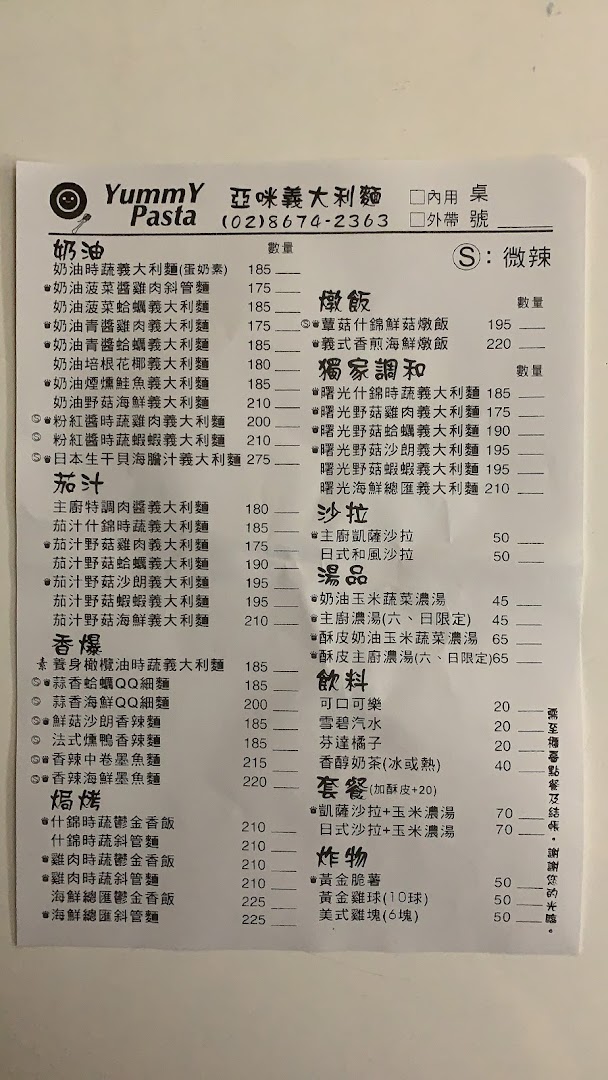 YummY Pasta
亞咪義大利麵
(02)8674-2363
□內用 桌
□外帶 號
Ⓢ：微辣
奶油 數量
奶油時蔬義大利麵(蛋奶素) 185
奶油菠菜醬雞肉斜管麵 175
奶油菠菜蛤蠣義大利麵 180
奶油青醬雞肉義大利麵 175
奶油青醬蛤蠣義大利麵 185
奶油培根花椰義大利麵 180
奶油煙燻鮭魚義大利麵 185
奶油野菇海鮮義大利麵 210
Ⓢ粉紅醬時蔬雞肉義大利麵 200
Ⓢ粉紅醬時蔬蝦蝦義大利麵 210
Ⓢ日本生干貝海膽汁義大利麵 275
茄汁
主廚特調肉醬義大利麵 180
茄汁什錦時蔬義大利麵 185
茄汁野菇雞肉義大利麵 175
茄汁野菇蛤蠣義大利麵 190
茄汁野菇沙朗義大利麵 195
茄汁野菇蝦蝦義大利麵 195
茄汁野菇海鮮義大利麵 210
香爆
素 養身橄欖油時蔬義大利麵 185
Ⓢ蒜香蛤蠣QQ細麵 185
Ⓢ蒜香海鮮QQ細麵 200
Ⓢ鮮菇沙朗香辣麵 185
Ⓢ法式燻鴨香辣麵 185
Ⓢ香辣中卷墨魚麵 215
Ⓢ香辣海鮮墨魚麵 220
焗烤
什錦時蔬鬱金香飯 210
什錦時蔬斜管麵 210
雞肉時蔬鬱金香飯 210
雞肉時蔬斜管麵 210
海鮮總匯鬱金香飯 225
海鮮總匯斜管麵 225
燉飯 數量
Ⓢ蕈菇什錦鮮菇燉飯 195
義式香煎海鮮燉飯 220
獨家調和 數量
曙光什錦時蔬義大利麵 185
曙光野菇雞肉義大利麵 175
曙光野菇蛤蠣義大利麵 190
曙光野菇沙朗義大利麵 195
曙光野菇蝦蝦義大利麵 195
曙光海鮮總匯義大利麵 210
沙拉
主廚凱薩沙拉 50
日式和風沙拉 50
湯品
奶油玉米蔬菜濃湯 45
主廚濃湯(六、日限定) 45
酥皮奶油玉米蔬菜濃湯 65
酥皮主廚濃湯(六、日限定) 65
飲料
可口可樂 20
雪碧汽水 20
芬達橘子 20
香醇奶茶(冰或熱) 40
套餐(加酥皮+20)
凱薩沙拉+玉米濃湯 70
日式沙拉+玉米濃湯 70
炸物
黃金脆薯 50
黃金雞球(10球) 50
美式雞塊(6塊) 50
需至櫃臺點餐及結帳。謝謝您的光臨。